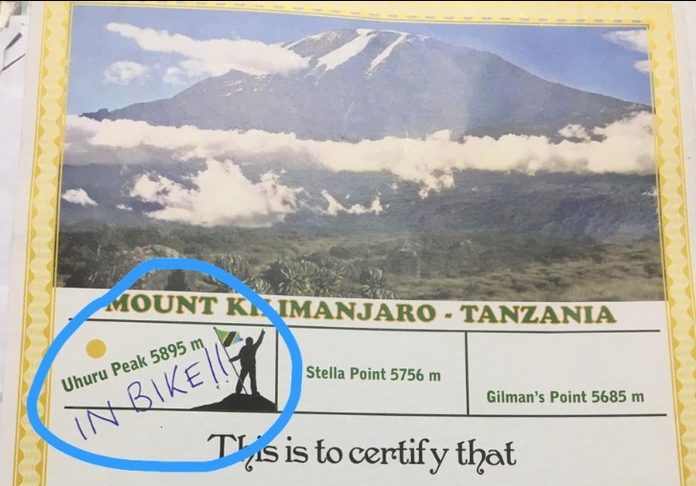 MOUNT KILIMANJARO - TANZANIA
Uhuru Peak 5895 m
IN BIKE!!
Stella Point 5756 m
Gilman's Point 5685 m
This is to certify that